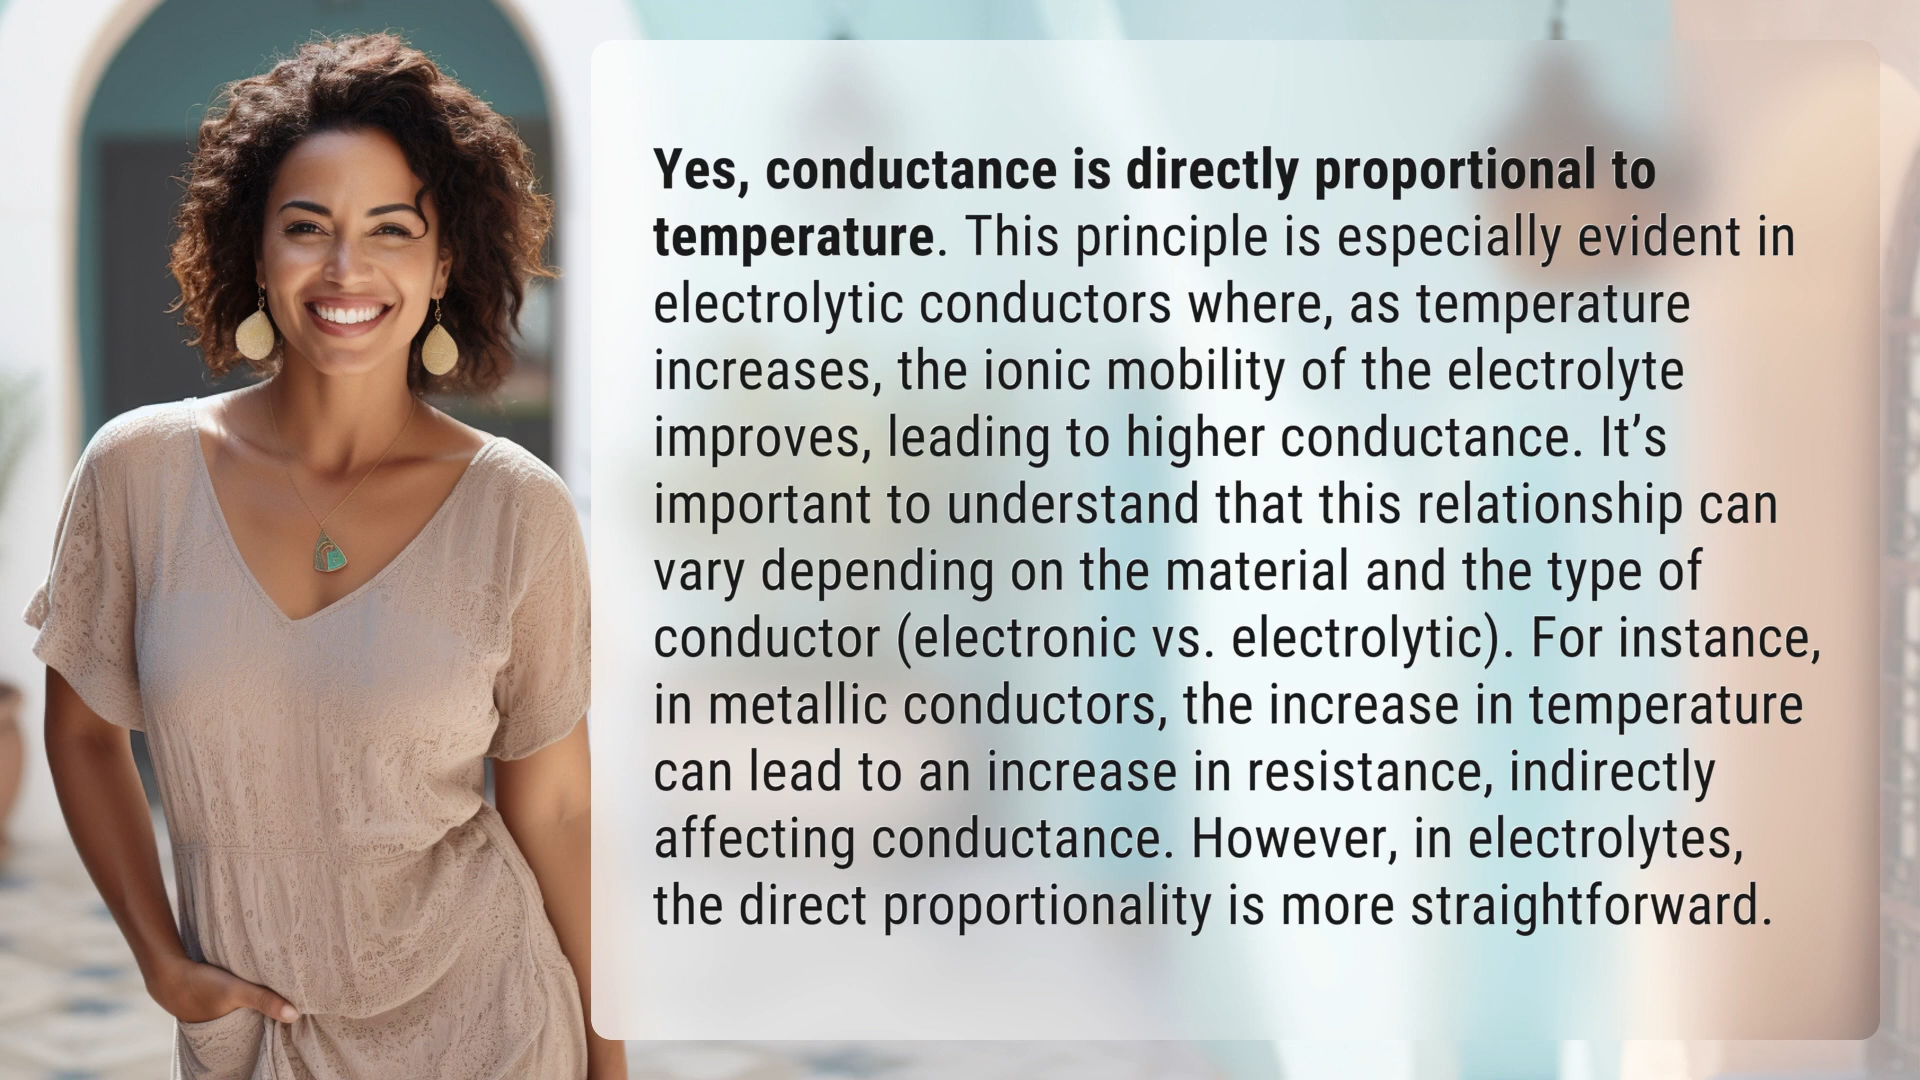 Yes, conductance is directly proportional to
temperature. This principle is especially evident in
electrolytic conductors where, as temperature
increases, the ionic mobility of the electrolyte
improves, leading to higher conductance. It’s
important to understand that this relationship can
vary depending on the material and the type of
conductor (electronic vs. electrolytic). For instance,
in metallic conductors, the increase in temperature
can lead to an increase in resistance, indirectly
affecting conductance. However, in electrolytes,
the direct proportionality is more straightforward.